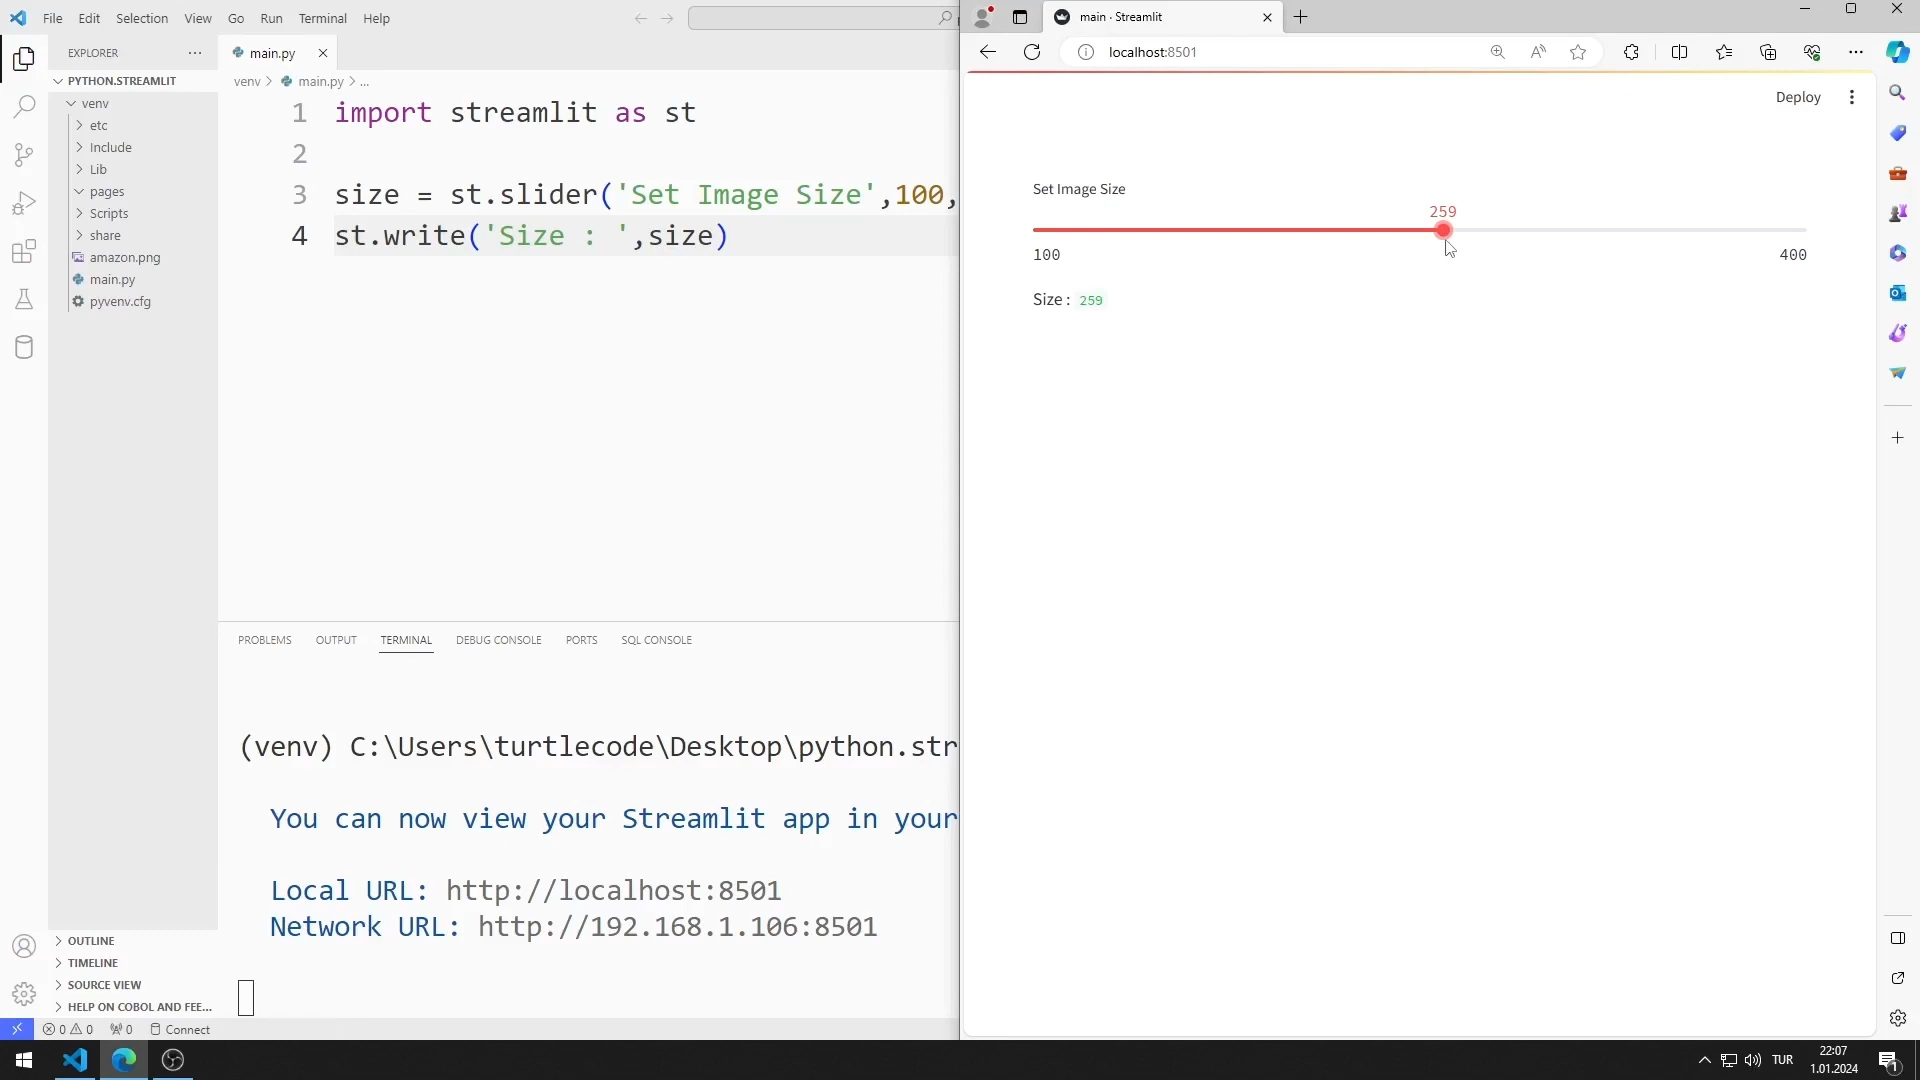 File Edit Selection View Go Run Terminal Help
EXPLORER
PYTHON.STREAMLIT
venv
etc
Include
Lib
pages
Scripts
share
amazon.png
main.py
pyvenv.cfg
OUTLINE
TIMELINE
SOURCE VIEW
HELP ON COBOL AND FEE...
main.py
venv > main.py > ...
1 import streamlit as st
2
3 size = st.slider('Set Image Size',100,
4 st.write('Size : ',size)
PROBLEMS OUTPUT TERMINAL DEBUG CONSOLE PORTS SQL CONSOLE
(venv) C:\Users\turtlecode\Desktop\python.str
You can now view your Streamlit app in your
Local URL: http://localhost:8501
Network URL: http://192.168.1.106:8501
0 0 0 Connect
main · Streamlit
localhost:8501
Deploy
Set Image Size
259
100 400
Size : 259
TUR
22:07
1.01.2024
1